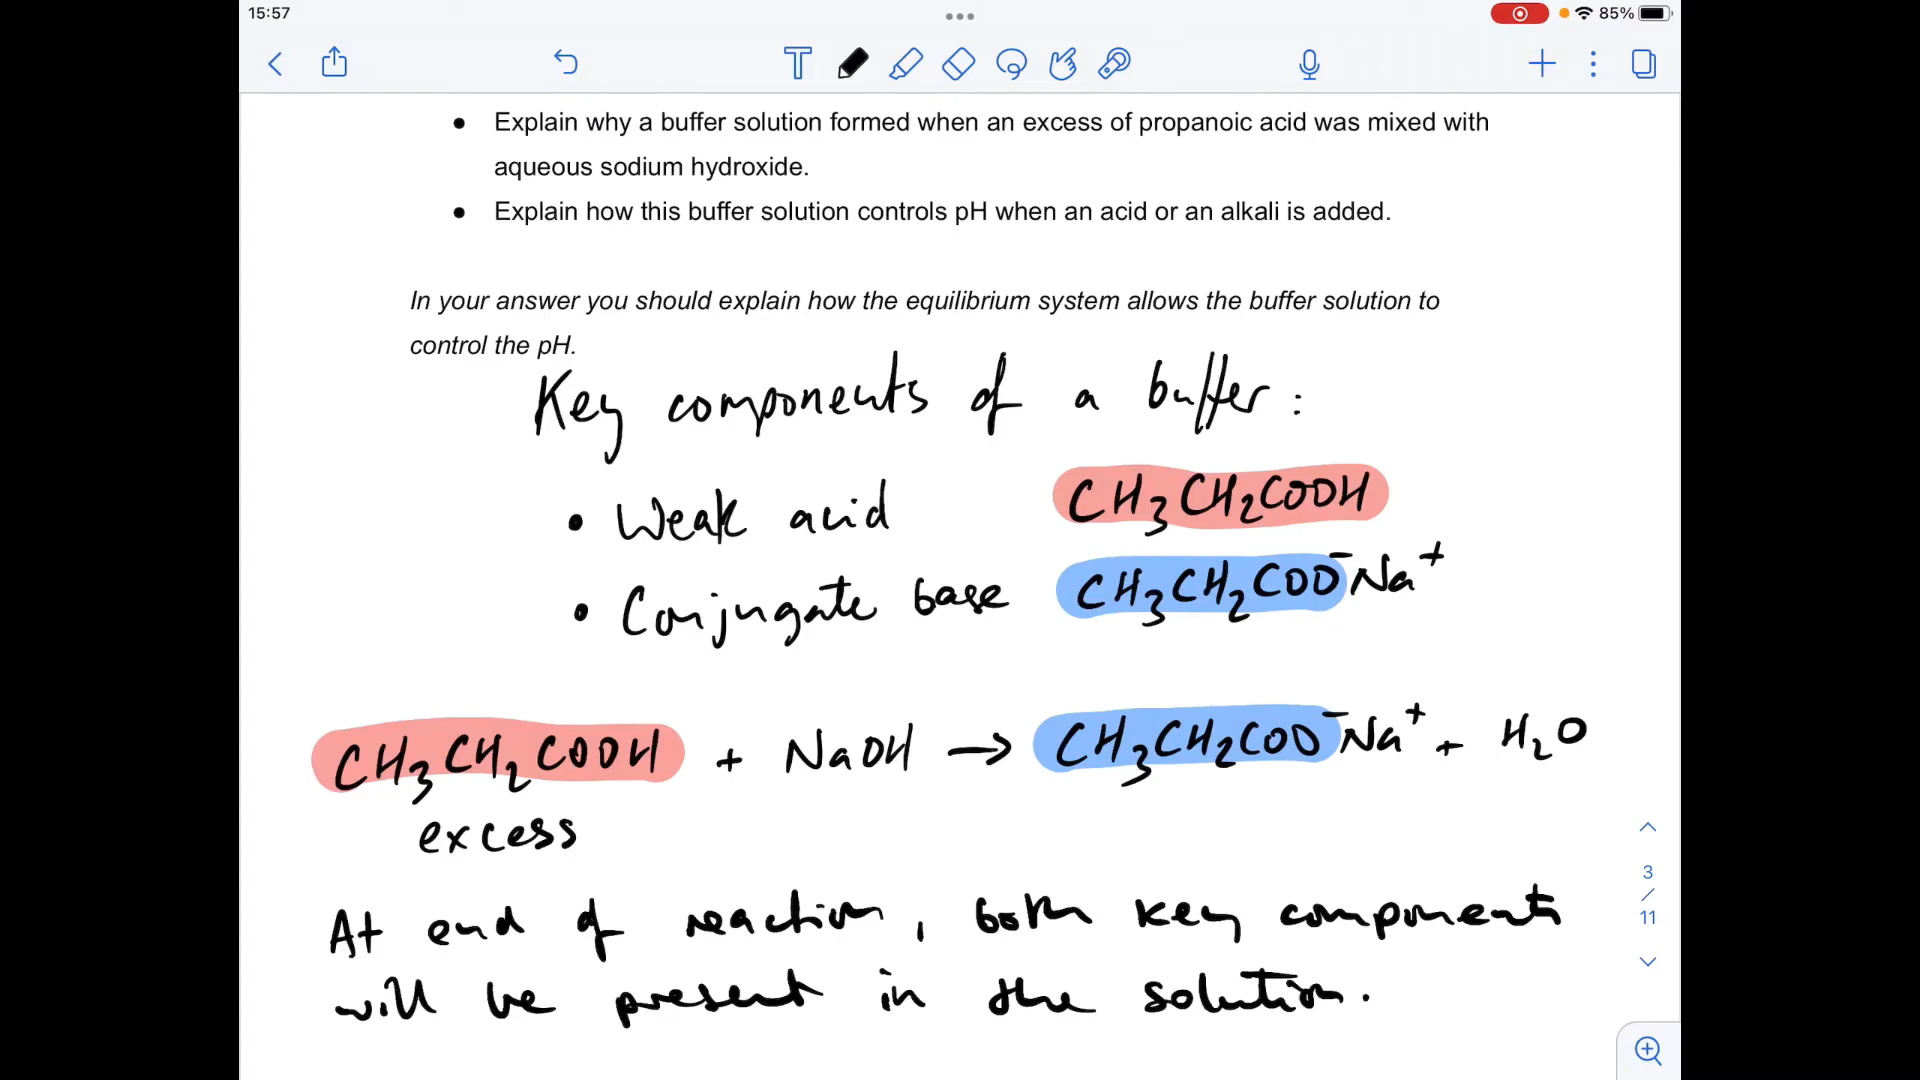 15:57
85%
T
• Explain why a buffer solution formed when an excess of propanoic acid was mixed with
aqueous sodium hydroxide.
• Explain how this buffer solution controls pH when an acid or an alkali is added.
In your answer you should explain how the equilibrium system allows the buffer solution to
control the pH.
Key components of a buffer :
• Weak acid CH₃CH₂COOH
• Conjugate base CH₃CH₂COO⁻Na⁺
CH₃CH₂COOH + NaOH → CH₃CH₂COO⁻Na⁺ + H₂O
excess
At end of reaction, both key components
will be present in the solution.
3
/
11